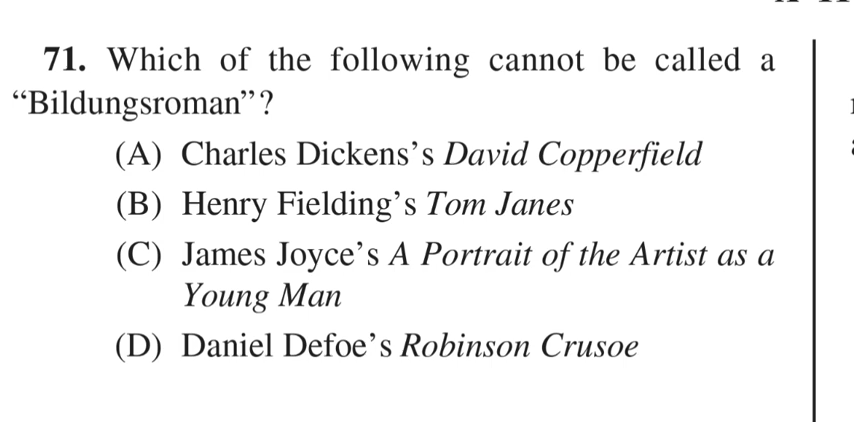 71. Which of the following cannot be called a
“Bildungsroman”?
(A) Charles Dickens’s David Copperfield
(B) Henry Fielding’s Tom Janes
(C) James Joyce’s A Portrait of the Artist as a
Young Man
(D) Daniel Defoe’s Robinson Crusoe